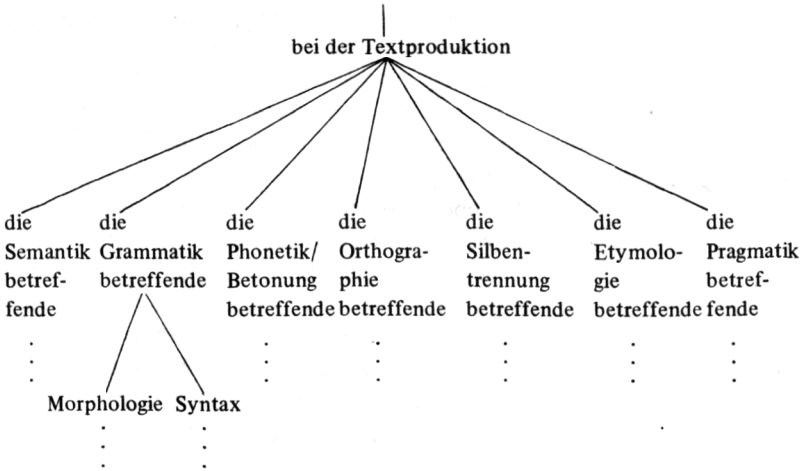 bei der Textproduktion
die
Semantik
betref-
fende
die
Grammatik
betreffende
die
Phonetik/
Betonung
betreffende
die
Orthogra-
phie
betreffende
die
Silben-
trennung
betreffende
die
Etymolo-
gie
betreffende
die
Pragmatik
betref-
fende
Morphologie
Syntax